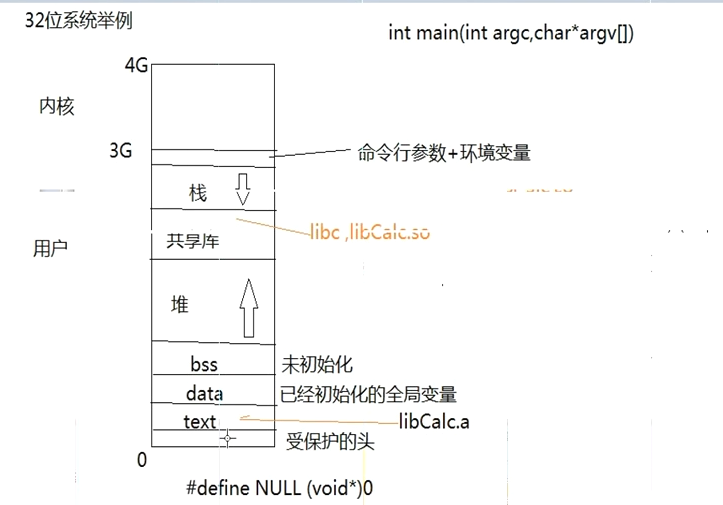 32位系统举例
int main(int argc,char*argv[])
4G
内核
3G
命令行参数+环境变量
栈
libc ,libCalc.so
用户
共享库
堆
bss
未初始化
data
已经初始化的全局变量
text
libCalc.a
受保护的头
0
#define NULL (void*)0